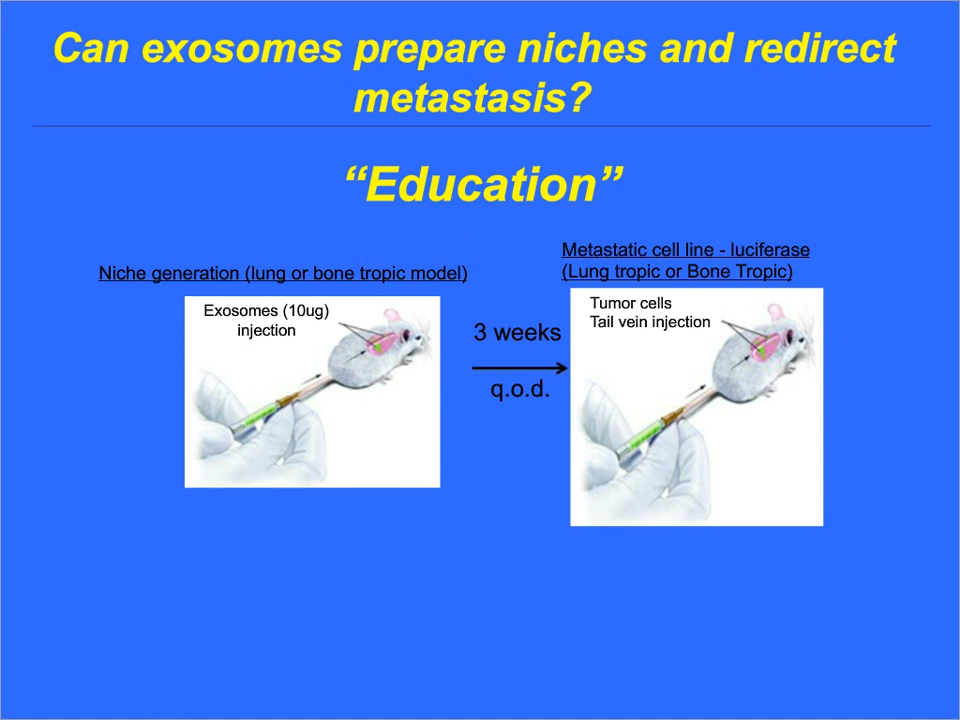 Can exosomes prepare niches and redirect
metastasis?
“Education”
Niche generation (lung or bone tropic model)
Exosomes (10ug)
injection
3 weeks
q.o.d.
Metastatic cell line - luciferase
(Lung tropic or Bone Tropic)
Tumor cells
Tail vein injection